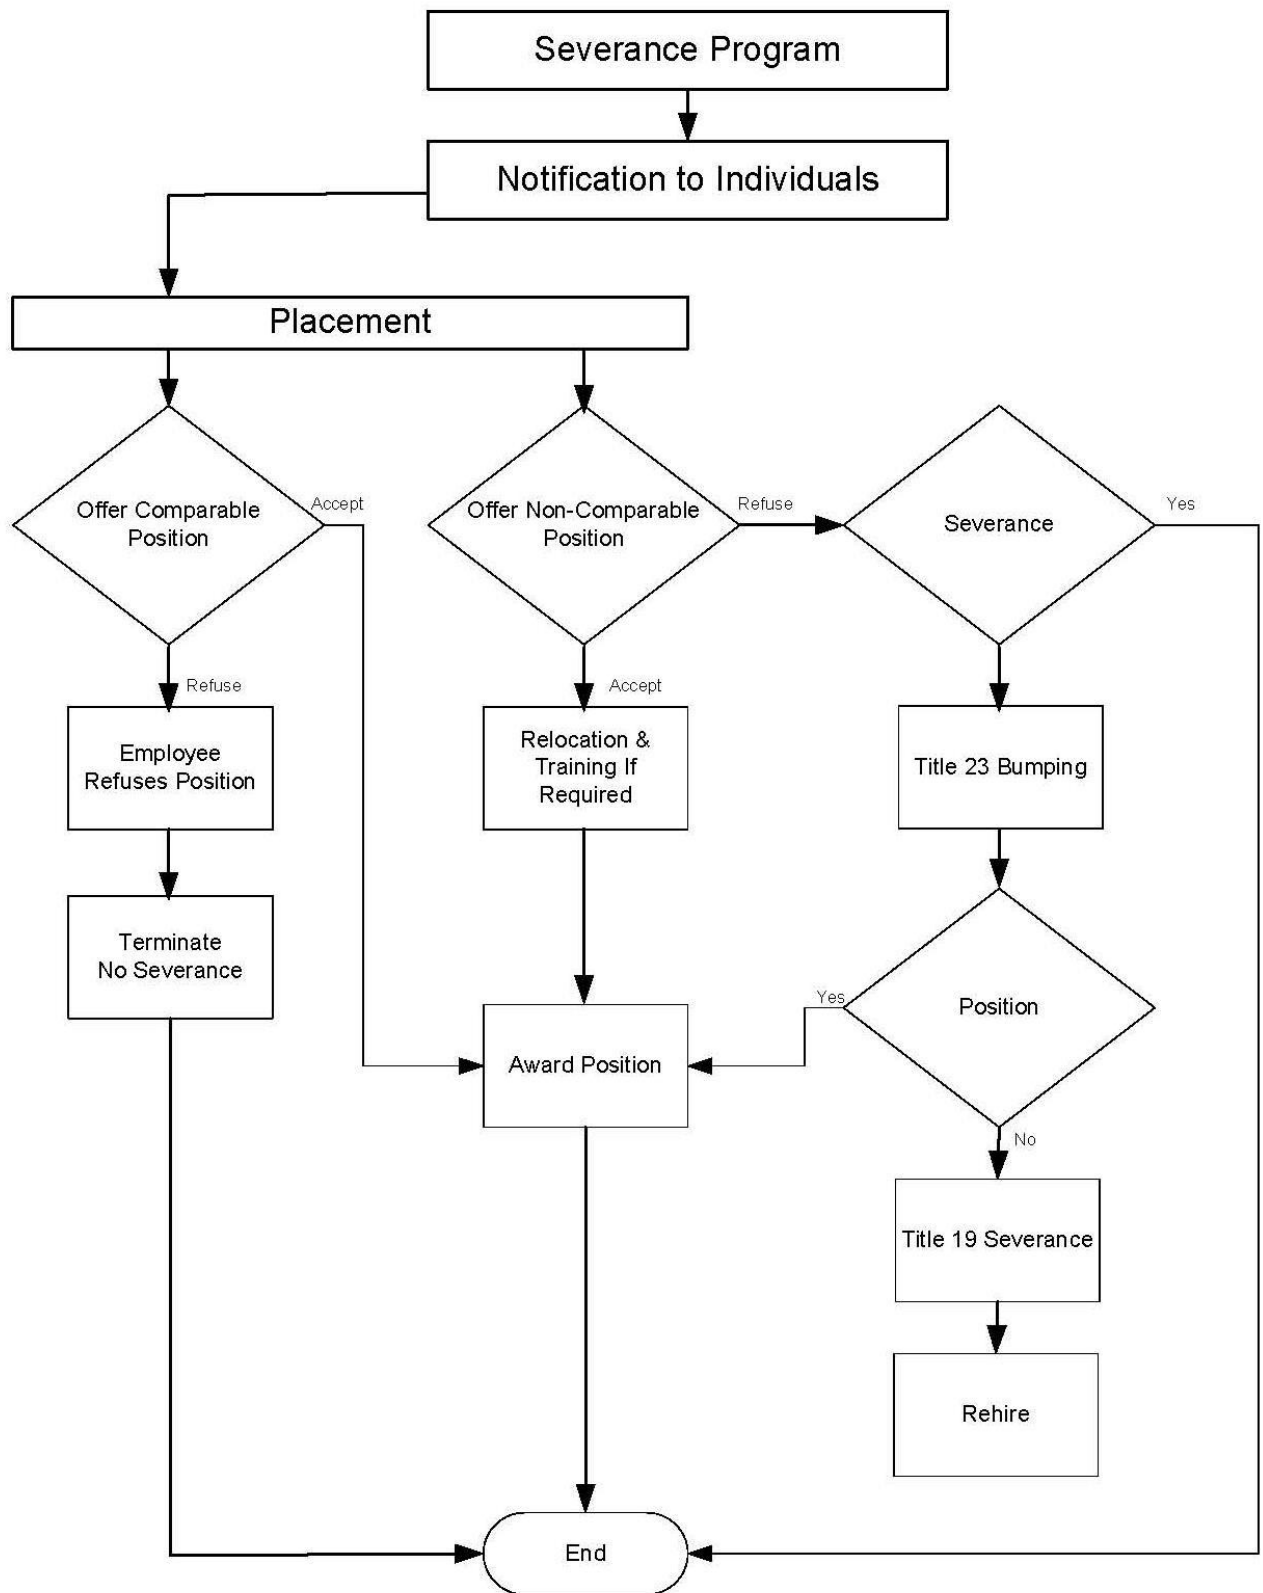 Severance Program
Notification to Individuals
Placement
Offer Comparable
Position
Accept
Offer Non-Comparable
Position
Refuse
Severance
Yes
Refuse
Accept
Employee
Refuses Position
Relocation &
Training If
Required
Title 23 Bumping
Terminate
No Severance
Yes
Position
Award Position
No
Title 19 Severance
Rehire
End